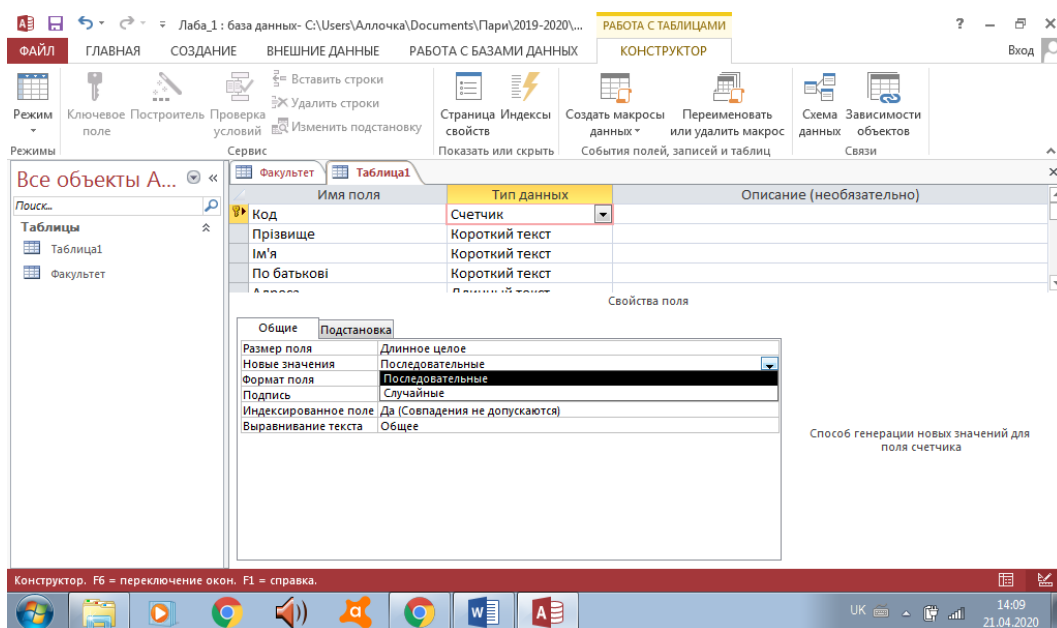 Лаба_1 : база данных- C:\Users\Аллочка\Documents\Пари\2019-2020\...
РАБОТА С ТАБЛИЦАМИ
ФАЙЛ ГЛАВНАЯ СОЗДАНИЕ ВНЕШНИЕ ДАННЫЕ РАБОТА С БАЗАМИ ДАННЫХ КОНСТРУКТОР Вход
Режим
Ключевое поле
Построитель
Проверка условий
Вставить строки
Удалить строки
Изменить подстановку
Страница свойств
Индексы
Создать макросы данных
Переименовать или удалить макрос
Схема данных
Зависимости объектов
Режимы Сервис Показать или скрыть События полей, записей и таблиц Связи
Все объекты A...
Поиск...
Таблицы
Таблица1
Факультет
Факультет Таблица1
Имя поля Тип данных Описание (необязательно)
Код Счетчик
Прізвище Короткий текст
Ім'я Короткий текст
По батькові Короткий текст
Адреса Длинный текст
Свойства поля
Общие Подстановка
Размер поля Длинное целое
Новые значения Последовательные
Формат поля Последовательные
Подпись Случайные
Индексированное поле Да (Совпадения не допускаются)
Выравнивание текста Общее
Способ генерации новых значений для
поля счетчика
Конструктор. F6 = переключение окон. F1 = справка.
UK
14:09
21.04.2020